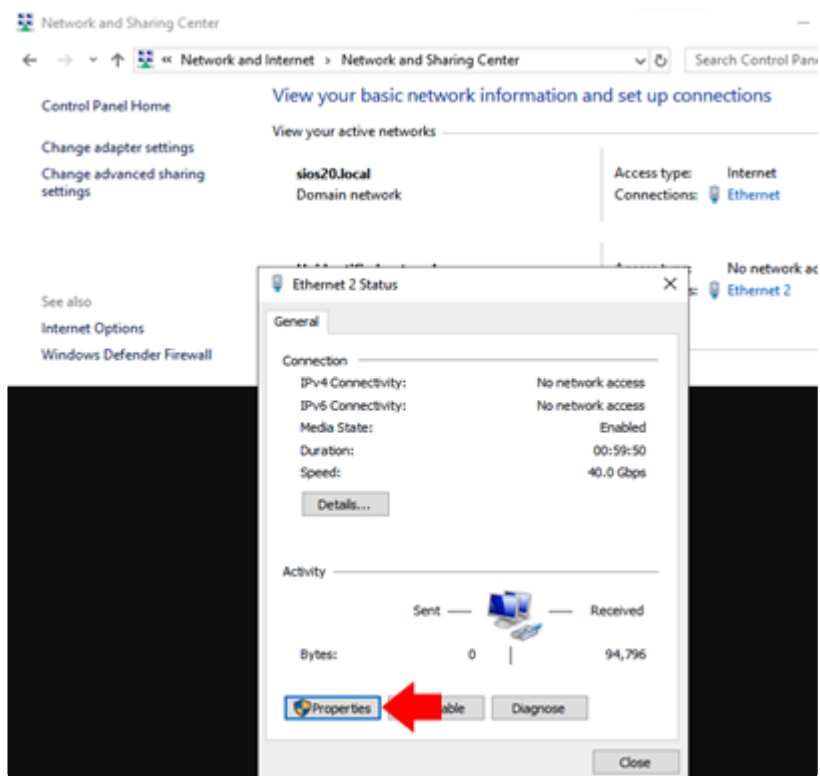 Network and Sharing Center
« Network and Internet > Network and Sharing Center
Search Control Pan
Control Panel Home
View your basic network information and set up connections
Change adapter settings
View your active networks
Change advanced sharing
settings
sios20.local
Access type: Internet
Domain network
Connections: Ethernet
No network ac
Ethernet 2
See also
Internet Options
Windows Defender Firewall
Ethernet 2 Status
General
Connection
IPv4 Connectivity: No network access
IPv6 Connectivity: No network access
Media State: Enabled
Duration: 00:59:50
Speed: 40.0 Gbps
Details...
Activity
Sent Received
Bytes: 0 94,796
Properties able Diagnose
Close